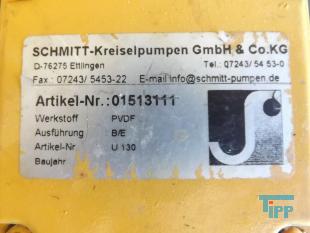 SCHMITT-Kreiselpumpen GmbH & Co.KG
D-76275 Ettlingen Tel.: 07243/ 54 53-0
Fax : 07243/ 5453-22 E-mail info@schmitt-pumpen.de
Artikel-Nr.: 01513111
Werkstoff PVDF
Ausführung B/E
Artikel-Nr U 130
Baujahr
TIPP